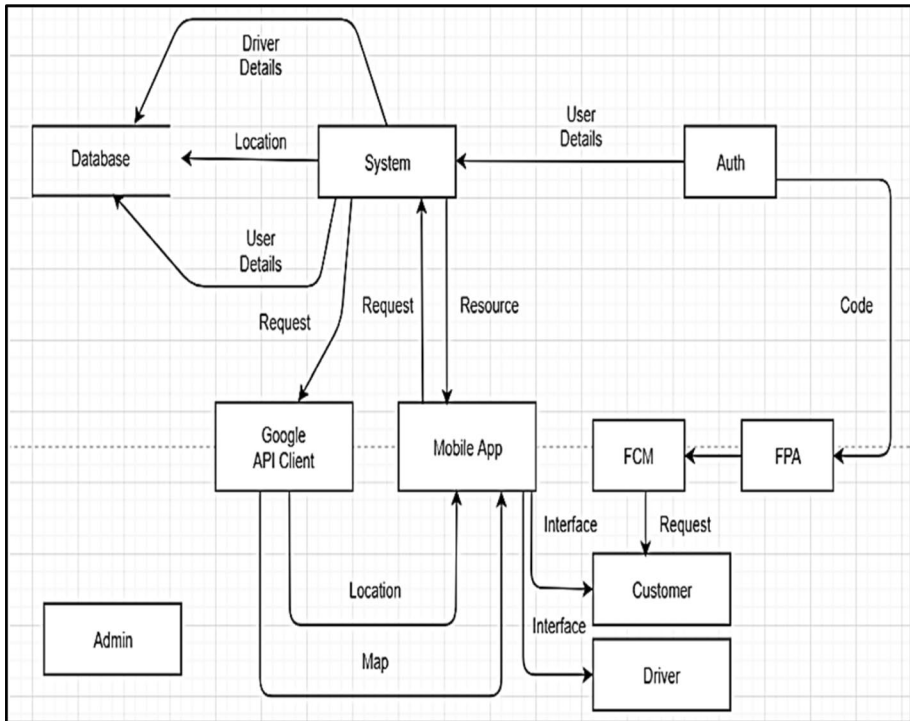 Driver
Details
User
Details
Database
Location
System
Auth
User
Details
Request
Request
Resource
Code
Google
API Client
Mobile App
FCM
FPA
Interface
Request
Location
Customer
Interface
Admin
Map
Driver